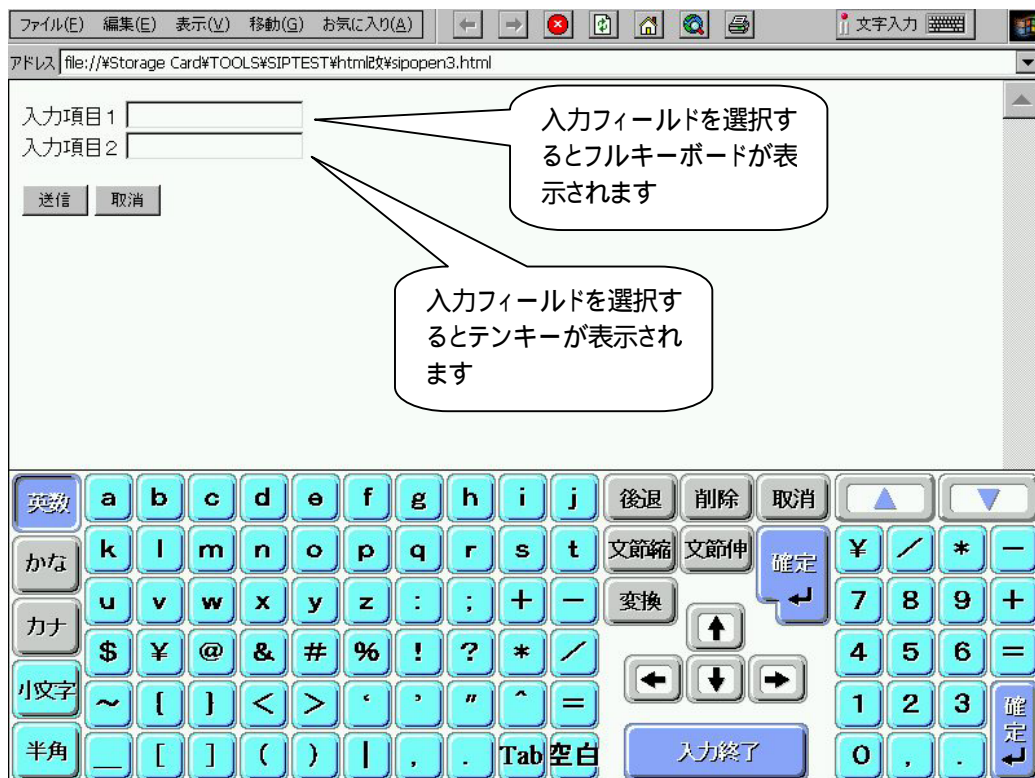 ファイル(F) 編集(E) 表示(V) 移動(G) お気に入り(A) 文字入力
アドレス file://¥Storage Card¥TOOLS¥SIPTEST¥html改¥sipopen3.html
入力項目1
入力項目2
送信 取消
入力フィールドを選択す
るとフルキーボードが表
示されます
入力フィールドを選択す
るとテンキーが表示され
ます
英数 a b c d e f g h i j 後退 削除 取消 ▲ ▼
かな k l m n o p q r s t 文節縮 文節伸 確定 ¥ / * −
カナ u v w x y z : ; + − 変換 7 8 9 +
$ ¥ @ & # % ! ? * / ↑ 4 5 6 =
小文字 ~ { } < > ‘ ’ " ^ = ← ↓ → 1 2 3 確定
半角 _ [ ] ( ) | , . Tab 空白 入力終了 0 , .